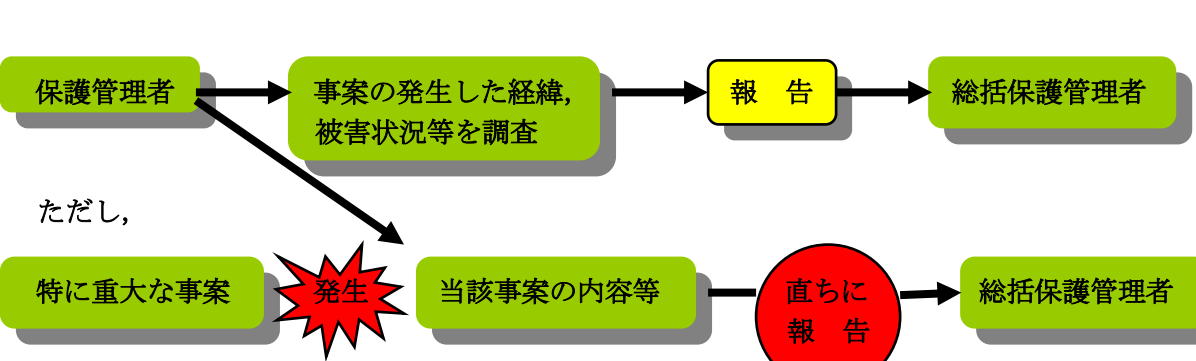 保護管理者
事案の発生した経緯,
被害状況等を調査
報　告
総括保護管理者
ただし,
特に重大な事案
発生
当該事案の内容等
直ちに
報　告
総括保護管理者